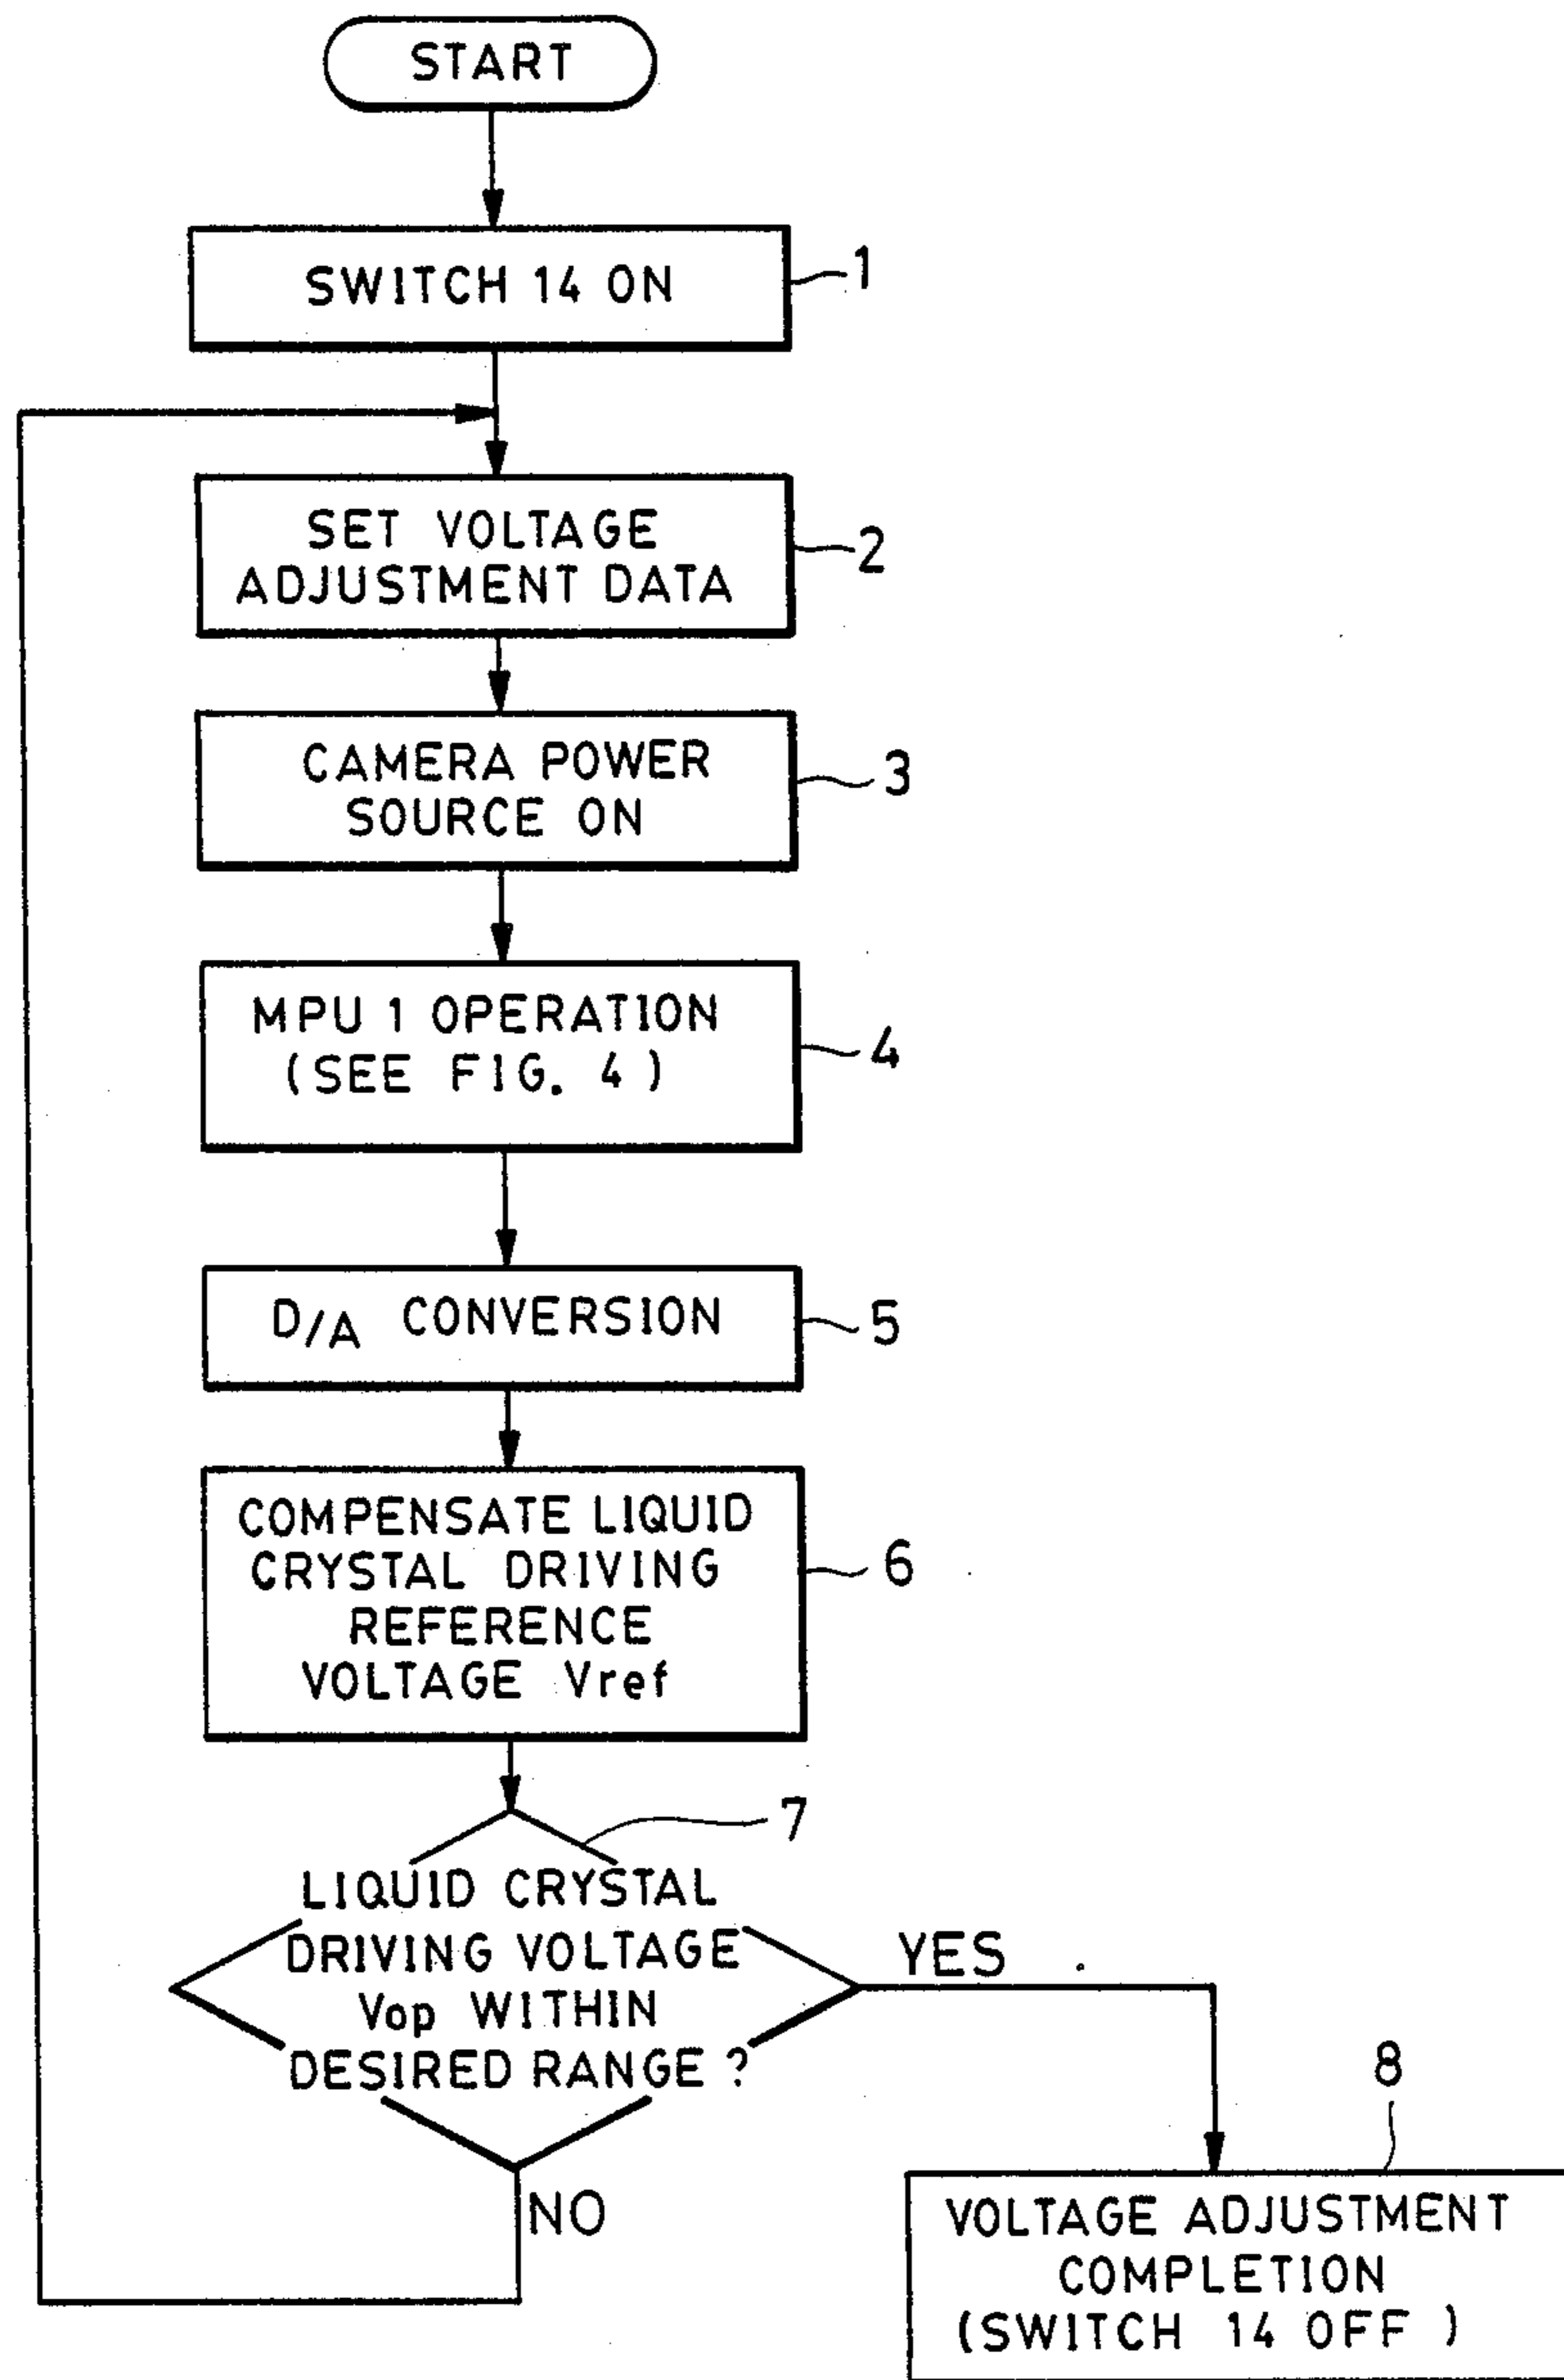 START
SWITCH 14 ON
1
SET VOLTAGE
ADJUSTMENT DATA
2
CAMERA POWER
SOURCE ON
3
MPU 1 OPERATION
(SEE FIG. 4)
4
D/A CONVERSION
5
COMPENSATE LIQUID
CRYSTAL DRIVING
REFERENCE
VOLTAGE Vref
6
7
LIQUID CRYSTAL
DRIVING VOLTAGE
Vop WITHIN
DESIRED RANGE ?
YES
NO
8
VOLTAGE ADJUSTMENT
COMPLETION
(SWITCH 14 OFF )